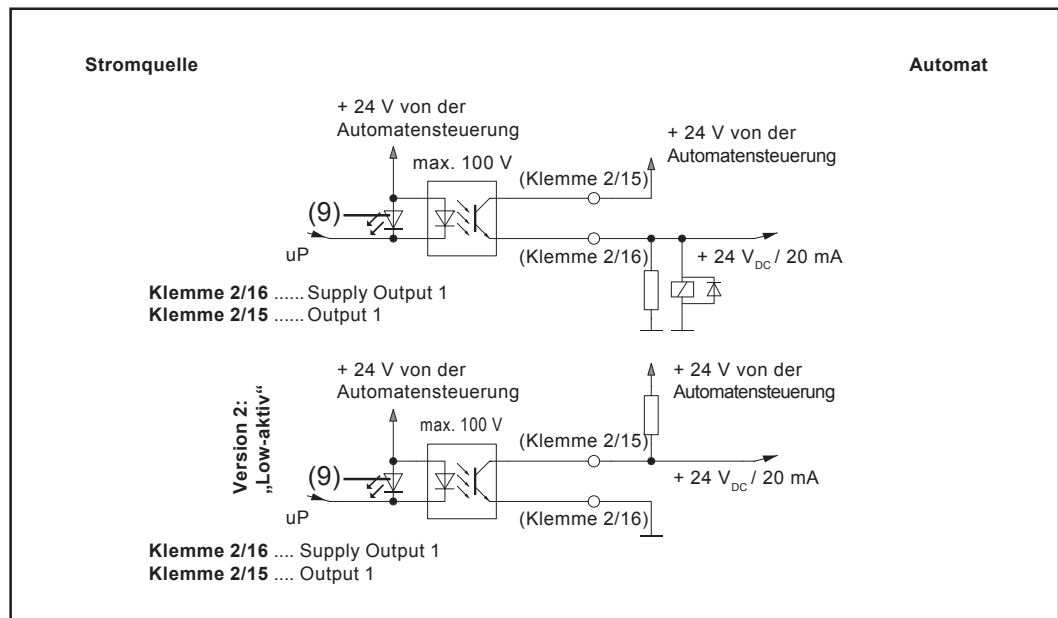 Stromquelle
Automat
+ 24 V von der
Automatensteuerung
+ 24 V von der
Automatensteuerung
max. 100 V
(Klemme 2/15)
(9)
uP
(Klemme 2/16)
+ 24 VDC / 20 mA
Klemme 2/16 ...... Supply Output 1
Klemme 2/15 ...... Output 1
Version 2:
„Low-aktiv“
+ 24 V von der
Automatensteuerung
+ 24 V von der
Automatensteuerung
max. 100 V
(Klemme 2/15)
(9)
+ 24 VDC / 20 mA
uP
(Klemme 2/16)
Klemme 2/16 .... Supply Output 1
Klemme 2/15 .... Output 1